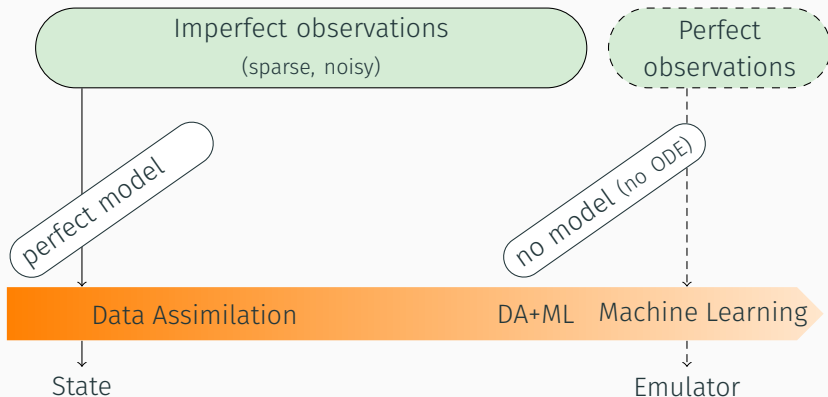 Imperfect observations
(sparse, noisy)
Perfect
observations
perfect model
no model (no ODE)
Data Assimilation
DA+ML
Machine Learning
State
Emulator